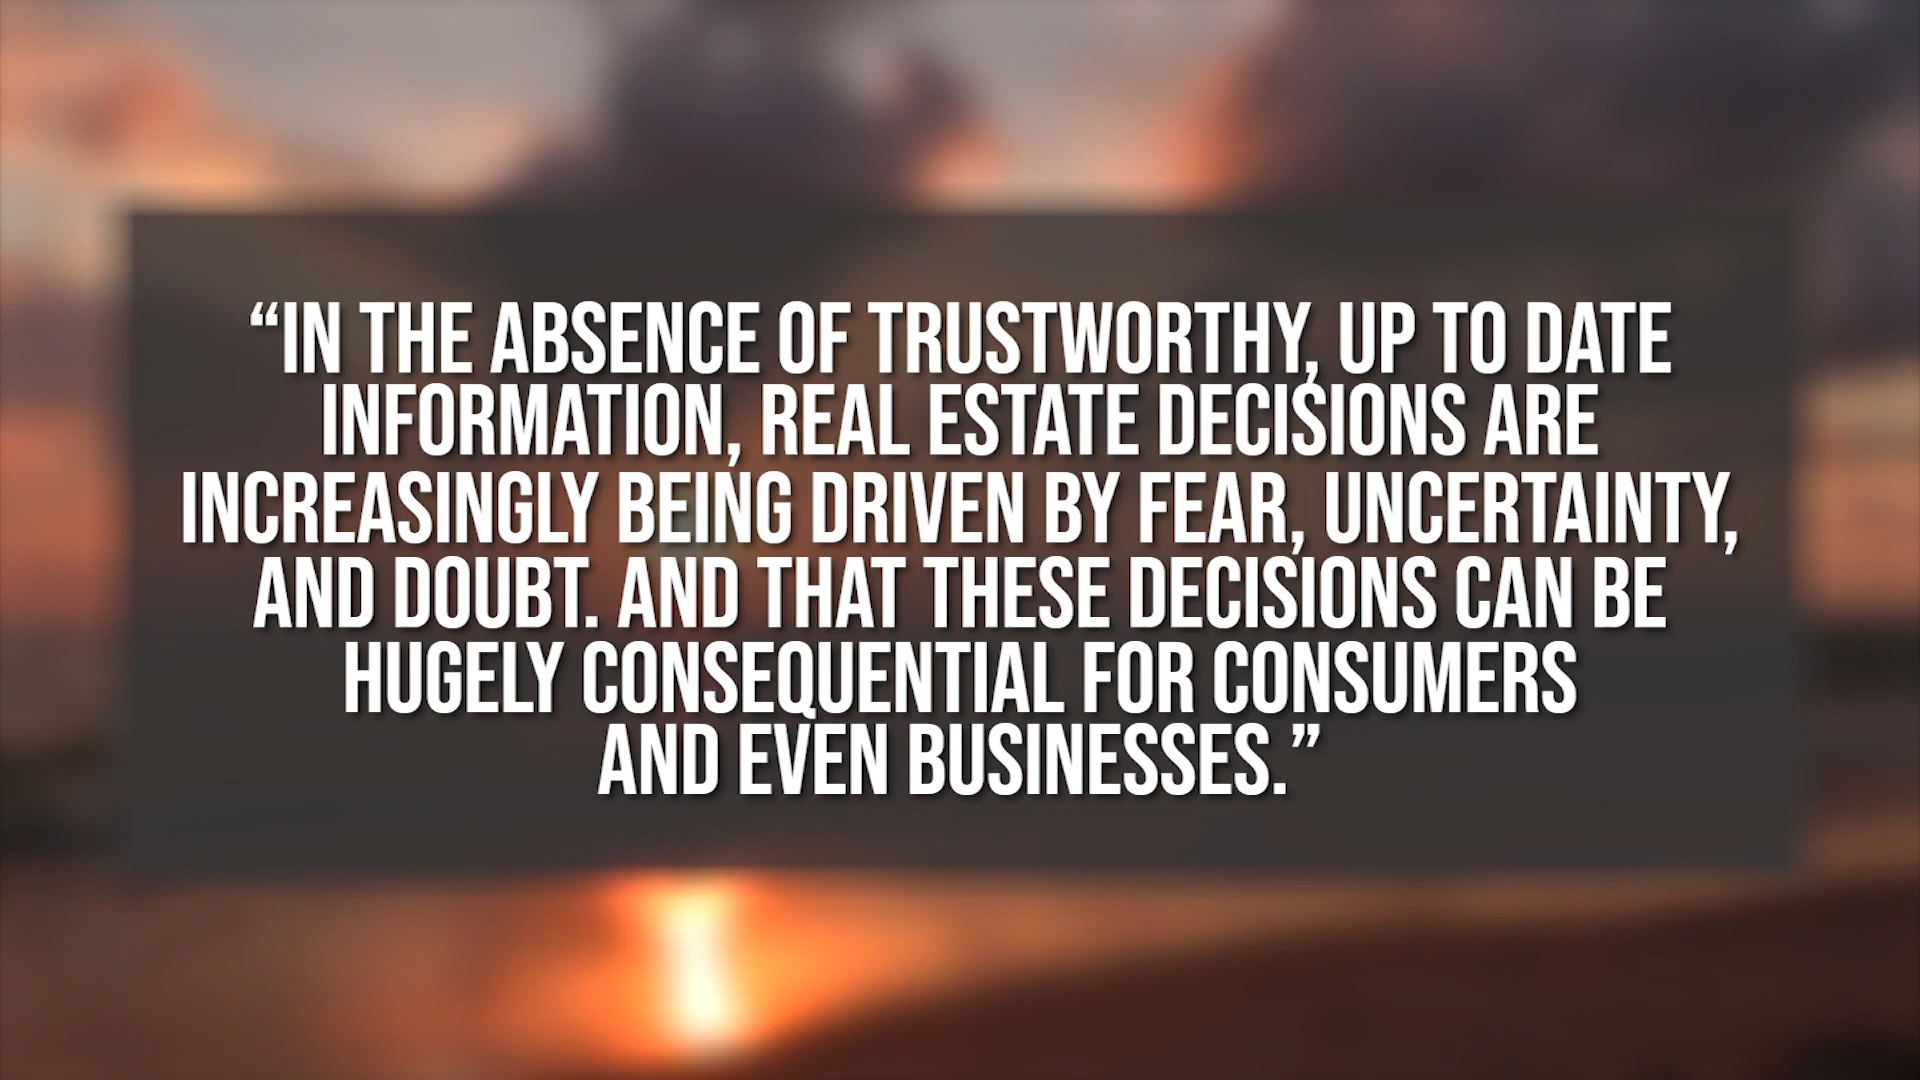 “IN THE ABSENCE OF TRUSTWORTHY, UP TO DATE
INFORMATION, REAL ESTATE DECISIONS ARE
INCREASINGLY BEING DRIVEN BY FEAR, UNCERTAINTY,
AND DOUBT. AND THAT THESE DECISIONS CAN BE
HUGELY CONSEQUENTIAL FOR CONSUMERS
AND EVEN BUSINESSES.”